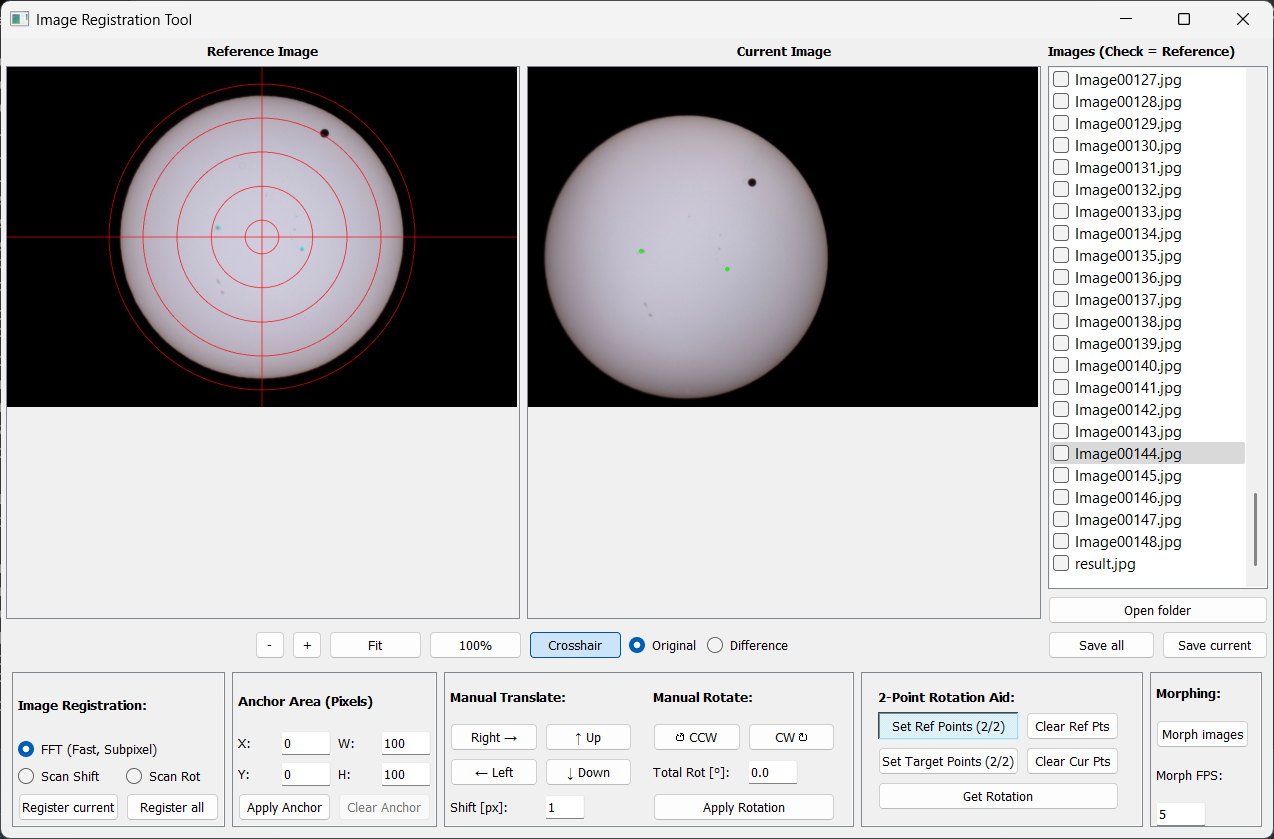 Image Registration Tool
Reference Image
Current Image
Images (Check = Reference)
Image00127.jpg
Image00128.jpg
Image00129.jpg
Image00130.jpg
Image00131.jpg
Image00132.jpg
Image00133.jpg
Image00134.jpg
Image00135.jpg
Image00136.jpg
Image00137.jpg
Image00138.jpg
Image00139.jpg
Image00140.jpg
Image00141.jpg
Image00142.jpg
Image00143.jpg
Image00144.jpg
Image00145.jpg
Image00146.jpg
Image00147.jpg
Image00148.jpg
result.jpg
Open folder
- + Fit 100% Crosshair Original Difference
Save all Save current
Image Registration:
FFT (Fast, Subpixel)
Scan Shift Scan Rot
Register current Register all
Anchor Area (Pixels)
X: 0 W: 100
Y: 0 H: 100
Apply Anchor Clear Anchor
Manual Translate:
Right → ↑ Up
← Left ↓ Down
Shift [px]: 1
Manual Rotate:
↺ CCW CW ↻
Total Rot [°]: 0.0
Apply Rotation
2-Point Rotation Aid:
Set Ref Points (2/2) Clear Ref Pts
Set Target Points (2/2) Clear Cur Pts
Get Rotation
Morphing:
Morph images
Morph FPS:
5